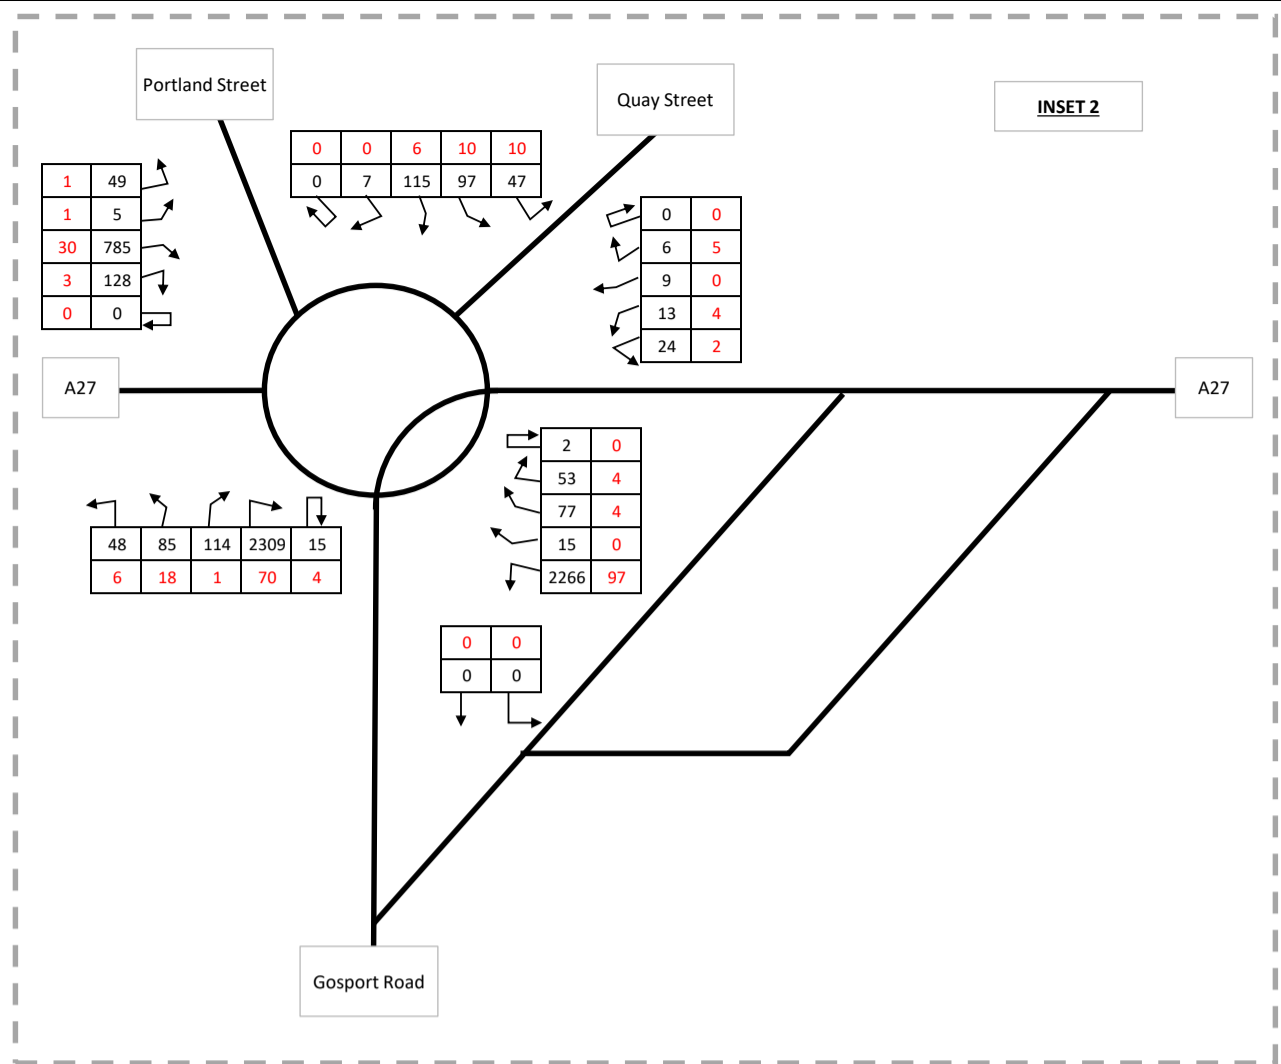 Portland Street
Quay Street
INSET 2
0 0 6 10 10
0 7 115 97 47
1 49
1 5
30 785
3 128
0 0
0 0
6 5
9 0
13 4
24 2
A27
A27
2 0
53 4
77 4
15 0
2266 97
48 85 114 2309 15
6 18 1 70 4
0 0
0 0
Gosport Road